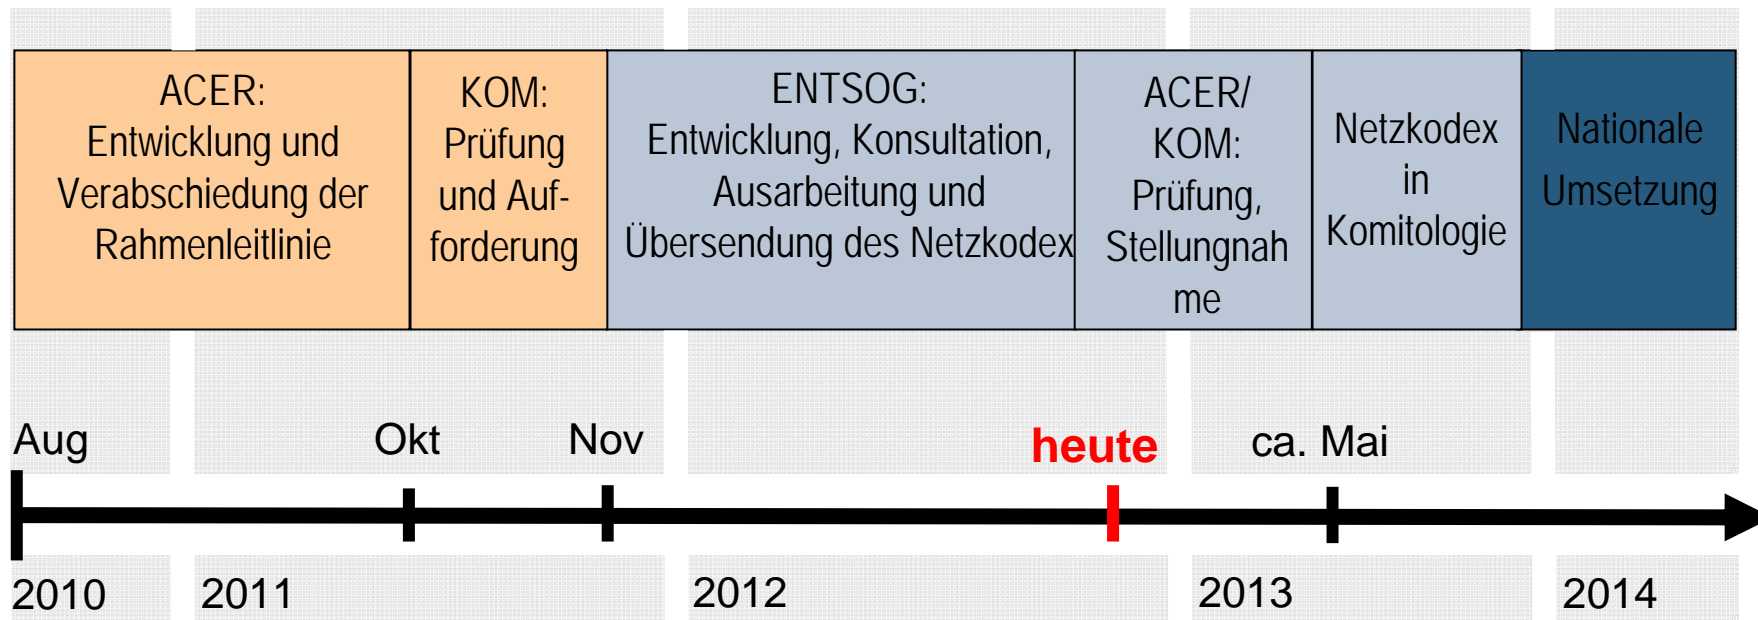 ACER:
Entwicklung und
Verabschiedung der
Rahmenleitlinie
KOM:
Prüfung
und Auf-
forderung
ENTSOG:
Entwicklung, Konsultation,
Ausarbeitung und
Übersendung des Netzkodex
ACER/
KOM:
Prüfung,
Stellungnah
me
Netzkodex
in
Komitologie
Nationale
Umsetzung
Aug
Okt
Nov
heute
ca. Mai
2010
2011
2012
2013
2014